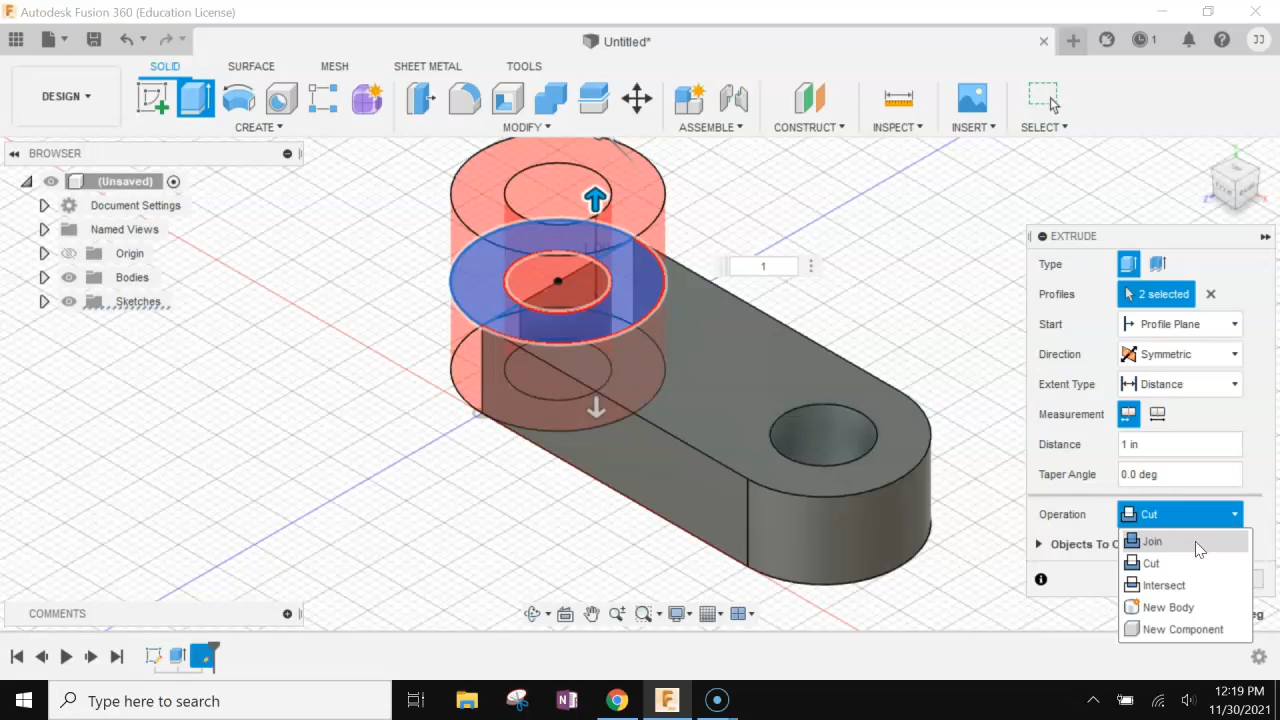 Autodesk Fusion 360 (Education License)
Untitled*
1
JJ
DESIGN
SOLID
SURFACE
MESH
SHEET METAL
TOOLS
CREATE
MODIFY
ASSEMBLE
CONSTRUCT
INSPECT
INSERT
SELECT
BROWSER
(Unsaved)
Document Settings
Named Views
Origin
Bodies
Sketches
1
EXTRUDE
Type
Profiles 2 selected
Start Profile Plane
Direction Symmetric
Extent Type Distance
Measurement
Distance 1 in
Taper Angle 0.0 deg
Operation Cut
Objects To
Join
Cut
Intersect
New Body
New Component
COMMENTS
Type here to search
12:19 PM
11/30/2021